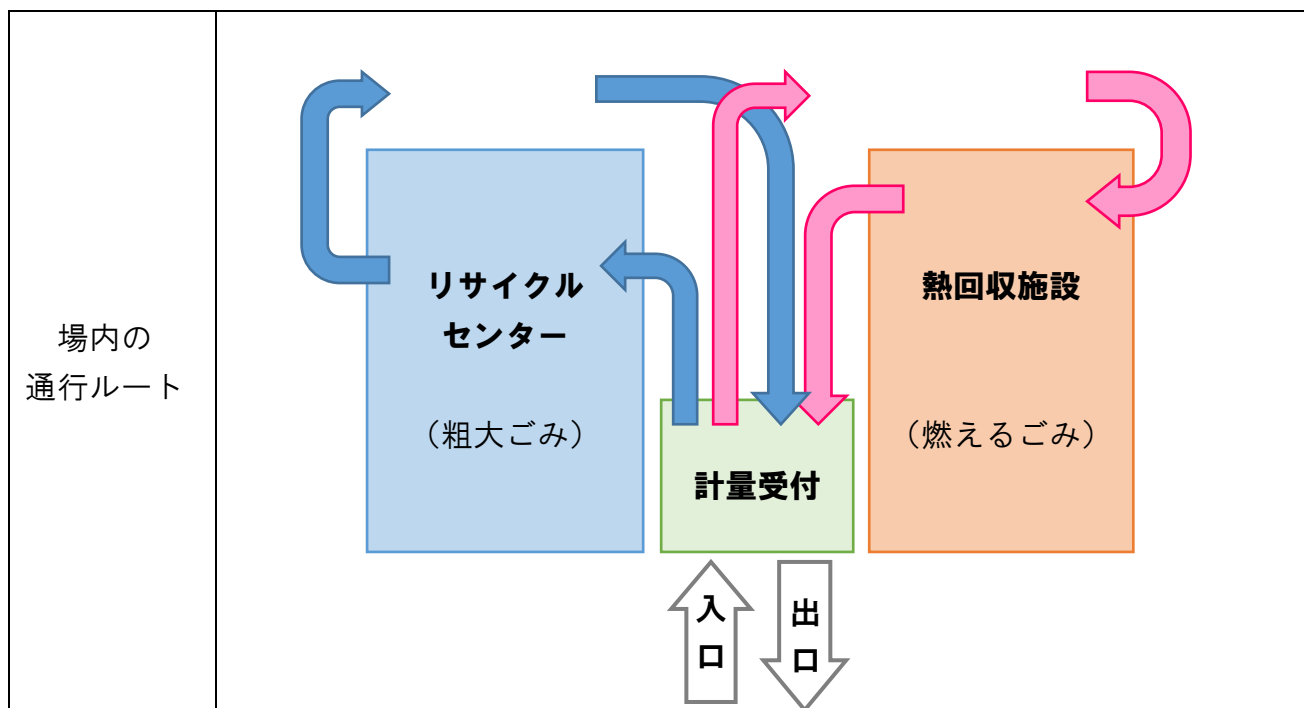 場内の
通行ルート
リサイクル
センター
（粗大ごみ）
計量受付
熱回収施設
（燃えるごみ）
入口
出口